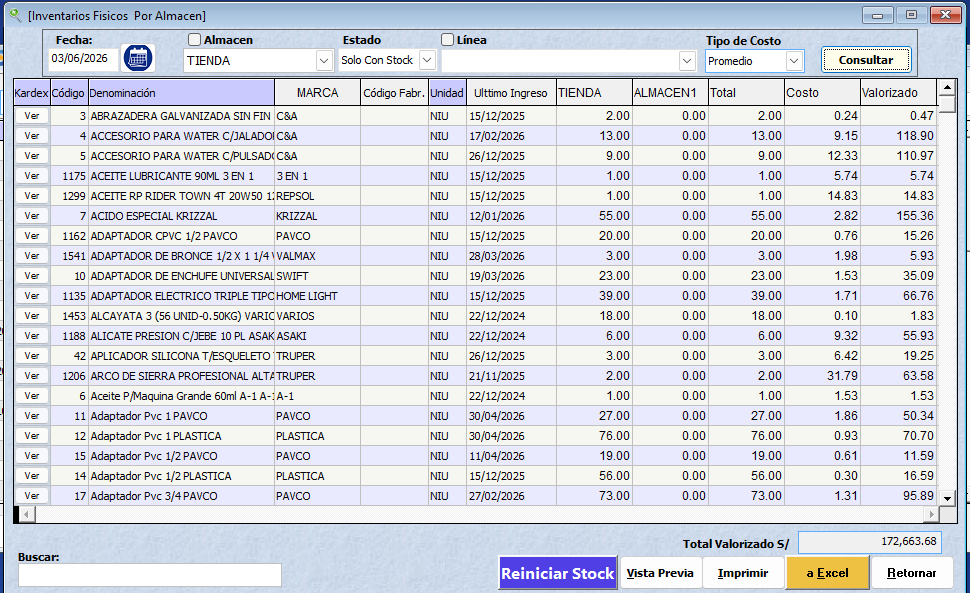 [Inventarios Fisicos Por Almacen]
Fecha: Almacen Estado Línea Tipo de Costo
03/06/2026 TIENDA Solo Con Stock Promedio Consultar
Kardex Código Denominación MARCA Código Fabr. Unidad Ultimo Ingreso TIENDA ALMACEN1 Total Costo Valorizado
Ver 3 ABRAZADERA GALVANIZADA SIN FIN C&A NIU 15/12/2025 2.00 0.00 2.00 0.24 0.47
Ver 4 ACCESORIO PARA WATER C/JALADO C&A NIU 17/02/2026 13.00 0.00 13.00 9.15 118.90
Ver 5 ACCESORIO PARA WATER C/PULSADO C&A NIU 26/12/2025 9.00 0.00 9.00 12.33 110.97
Ver 1175 ACEITE LUBRICANTE 90ML 3 EN 1 3 EN 1 NIU 15/12/2025 1.00 0.00 1.00 5.74 5.74
Ver 1299 ACEITE RP RIDER TOWN 4T 20W50 12 REPSOL NIU 15/12/2025 1.00 0.00 1.00 14.83 14.83
Ver 7 ACIDO ESPECIAL KRIZZAL KRIZZAL NIU 12/01/2026 55.00 0.00 55.00 2.82 155.36
Ver 1162 ADAPTADOR CPVC 1/2 PAVCO PAVCO NIU 15/12/2025 20.00 0.00 20.00 0.76 15.26
Ver 1541 ADAPTADOR DE BRONCE 1/2 X 1 1/4 VALMAX NIU 28/03/2026 3.00 0.00 3.00 1.98 5.93
Ver 10 ADAPTADOR DE ENCHUFE UNIVERSAL SWIFT NIU 19/03/2026 23.00 0.00 23.00 1.53 35.09
Ver 1135 ADAPTADOR ELECTRICO TRIPLE TIPO HOME LIGHT NIU 15/12/2025 39.00 0.00 39.00 1.71 66.76
Ver 1453 ALCAYATA 3 (56 UNID-0.50KG) VARIO VARIOS NIU 22/12/2024 18.00 0.00 18.00 0.10 1.83
Ver 1188 ALICATE PRESION C/JEBE 10 PL ASAK ASAKI NIU 22/12/2024 6.00 0.00 6.00 9.32 55.93
Ver 42 APLICADOR SILICONA T/ESQUELETO TRUPER NIU 26/12/2025 3.00 0.00 3.00 6.42 19.25
Ver 1206 ARCO DE SIERRA PROFESIONAL ALTA TRUPER NIU 21/11/2025 2.00 0.00 2.00 31.79 63.58
Ver 6 Aceite P/Maquina Grande 60ml A-1 A-1 A-1 NIU 22/12/2024 1.00 0.00 1.00 1.53 1.53
Ver 11 Adaptador Pvc 1 PAVCO PAVCO NIU 30/04/2026 27.00 0.00 27.00 1.86 50.34
Ver 12 Adaptador Pvc 1 PLASTICA PLASTICA NIU 30/04/2026 76.00 0.00 76.00 0.93 70.70
Ver 15 Adaptador Pvc 1/2 PAVCO PAVCO NIU 11/04/2026 19.00 0.00 19.00 0.61 11.59
Ver 14 Adaptador Pvc 1/2 PLASTICA PLASTICA NIU 15/12/2025 56.00 0.00 56.00 0.30 16.59
Ver 17 Adaptador Pvc 3/4 PAVCO PAVCO NIU 27/02/2026 73.00 0.00 73.00 1.31 95.89
Total Valorizado S/ 172,663.68
Buscar:
Reiniciar Stock Vista Previa Imprimir a Excel Retornar